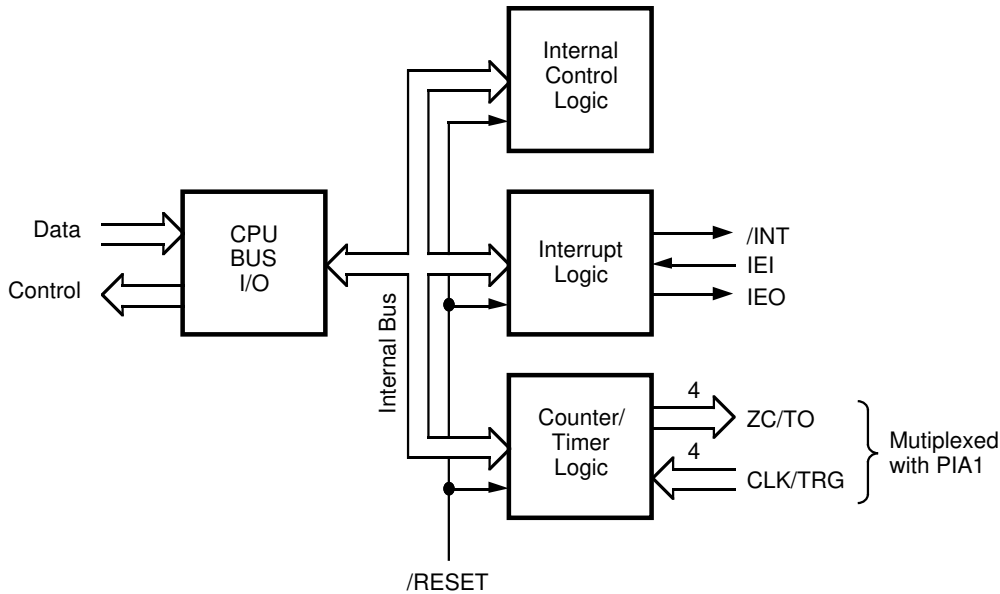 Internal
Control
Logic
Data
Control
CPU
BUS
I/O
Internal Bus
Interrupt
Logic
/INT
IEI
IEO
Counter/
Timer
Logic
4
ZC/TO
4
CLK/TRG
Mutiplexed
with PIA1
/RESET